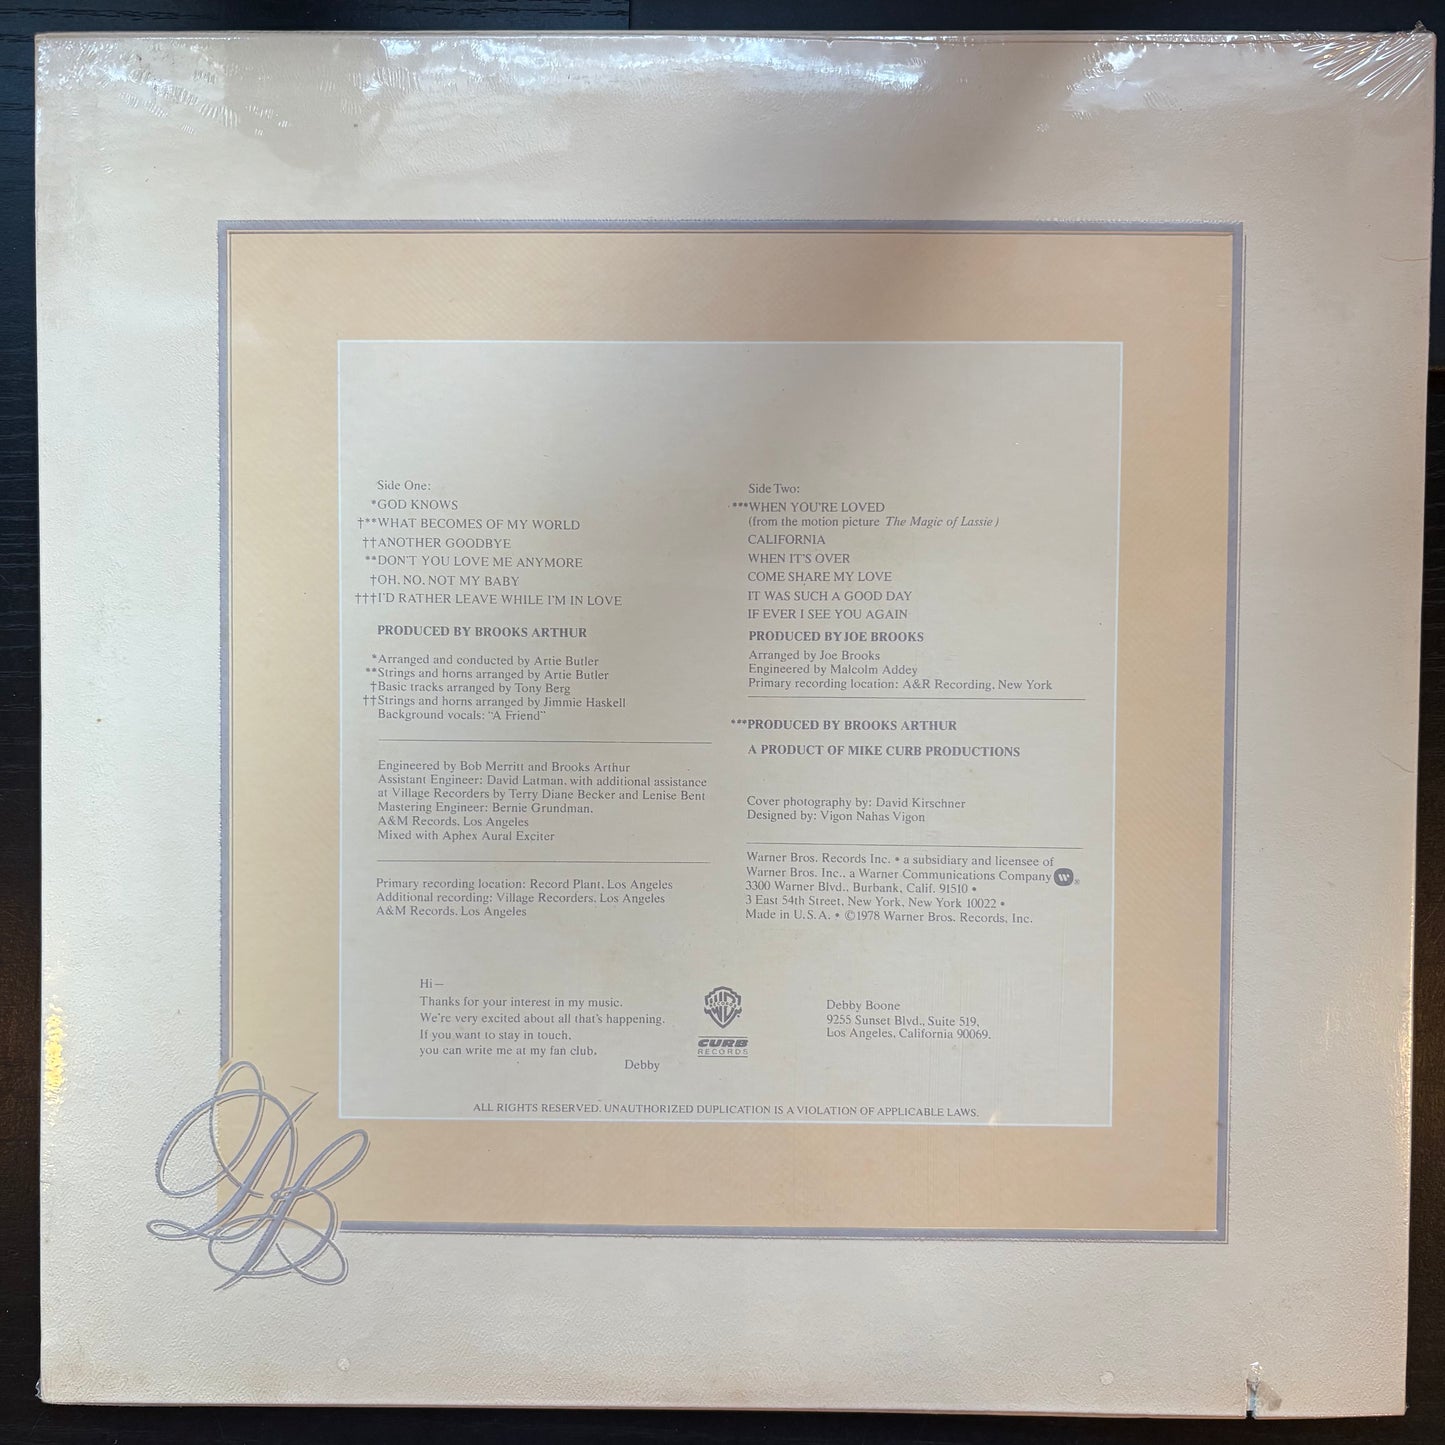 Side One:
*GOD KNOWS
†**WHAT BECOMES OF MY WORLD
††ANOTHER GOODBYE
**DON'T YOU LOVE ME ANYMORE
†OH, NO, NOT MY BABY
†††I'D RATHER LEAVE WHILE I'M IN LOVE
PRODUCED BY BROOKS ARTHUR
*Arranged and conducted by Artie Butler
**Strings and horns arranged by Artie Butler
†Basic tracks arranged by Tony Berg
††Strings and horns arranged by Jimmie Haskell
Background vocals: "A Friend"
Engineered by Bob Merritt and Brooks Arthur
Assistant Engineer: David Latman, with additional assistance
at Village Recorders by Terry Diane Becker and Lenise Bent
Mastering Engineer: Bernie Grundman,
A&M Records, Los Angeles
Mixed with Aphex Aural Exciter
Primary recording location: Record Plant, Los Angeles
Additional recording: Village Recorders, Los Angeles
A&M Records, Los Angeles
Side Two:
***WHEN YOU'RE LOVED
(from the motion picture The Magic of Lassie)
CALIFORNIA
WHEN IT'S OVER
COME SHARE MY LOVE
IT WAS SUCH A GOOD DAY
IF EVER I SEE YOU AGAIN
PRODUCED BY JOE BROOKS
Arranged by Joe Brooks
Engineered by Malcolm Addey
Primary recording location: A&R Recording, New York
***PRODUCED BY BROOKS ARTHUR
A PRODUCT OF MIKE CURB PRODUCTIONS
Cover photography by: David Kirschner
Designed by: Vigon Nahas Vigon
Warner Bros. Records Inc. • a subsidiary and licensee of
Warner Bros. Inc., a Warner Communications Company W ®
3300 Warner Blvd., Burbank, Calif. 91510 •
3 East 54th Street, New York, New York 10022 •
Made in U.S.A. • ©1978 Warner Bros. Records, Inc.
Hi—
Thanks for your interest in my music.
We're very excited about all that's happening.
If you want to stay in touch,
you can write me at my fan club.
Debby
WB
RECORDS
CURB
RECORDS
Debby Boone
9255 Sunset Blvd., Suite 519,
Los Angeles, California 90069.
ALL RIGHTS RESERVED. UNAUTHORIZED DUPLICATION IS A VIOLATION OF APPLICABLE LAWS.
DB